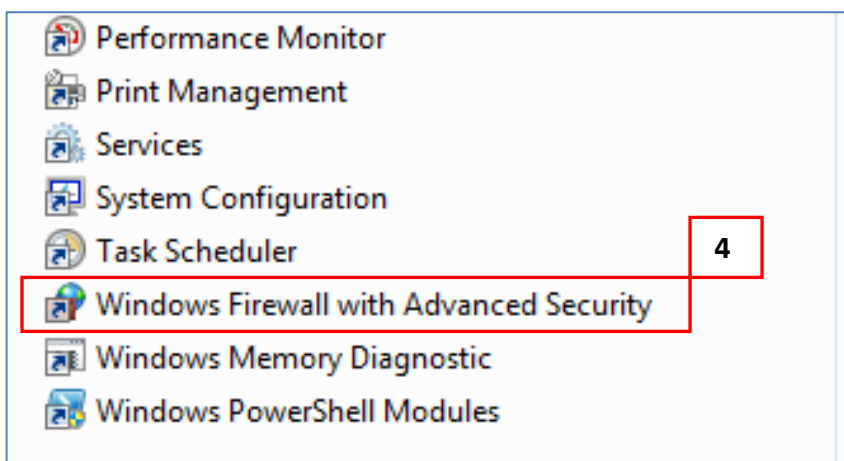 Performance Monitor
Print Management
Services
System Configuration
Task Scheduler
4
Windows Firewall with Advanced Security
Windows Memory Diagnostic
Windows PowerShell Modules